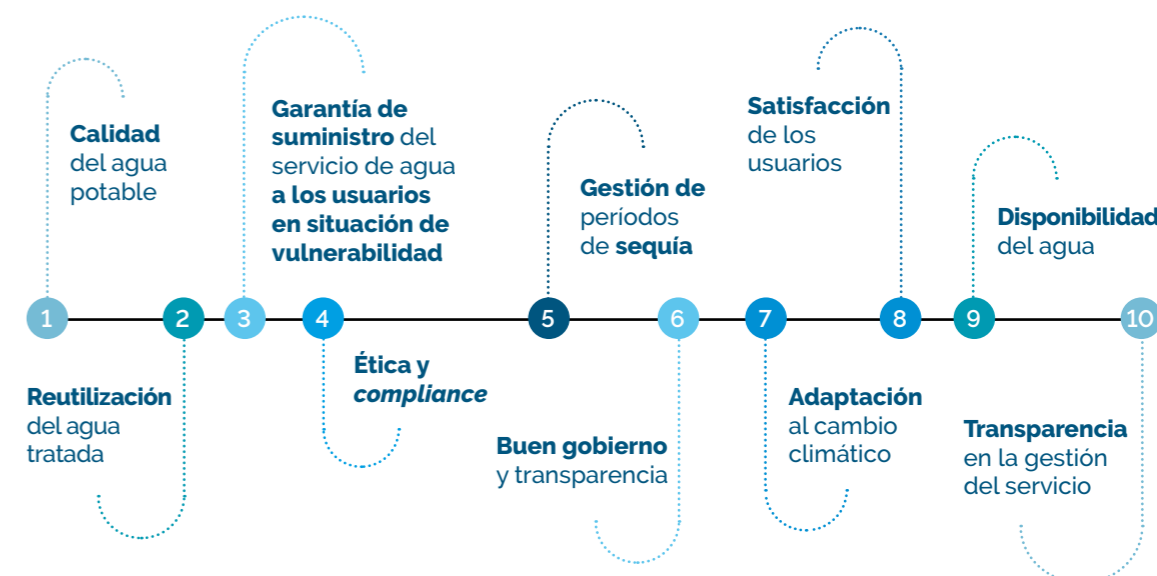 Calidad
del agua
potable
Garantía de
suministro del
servicio de agua
a los usuarios
en situación de
vulnerabilidad
Gestión de
períodos
de sequía
Satisfacción
de los
usuarios
Disponibilidad
del agua
1
2
3
4
5
6
7
8
9
10
Reutilización
del agua
tratada
Ética y
compliance
Buen gobierno
y transparencia
Adaptación
al cambio
climático
Transparencia
en la gestión
del servicio